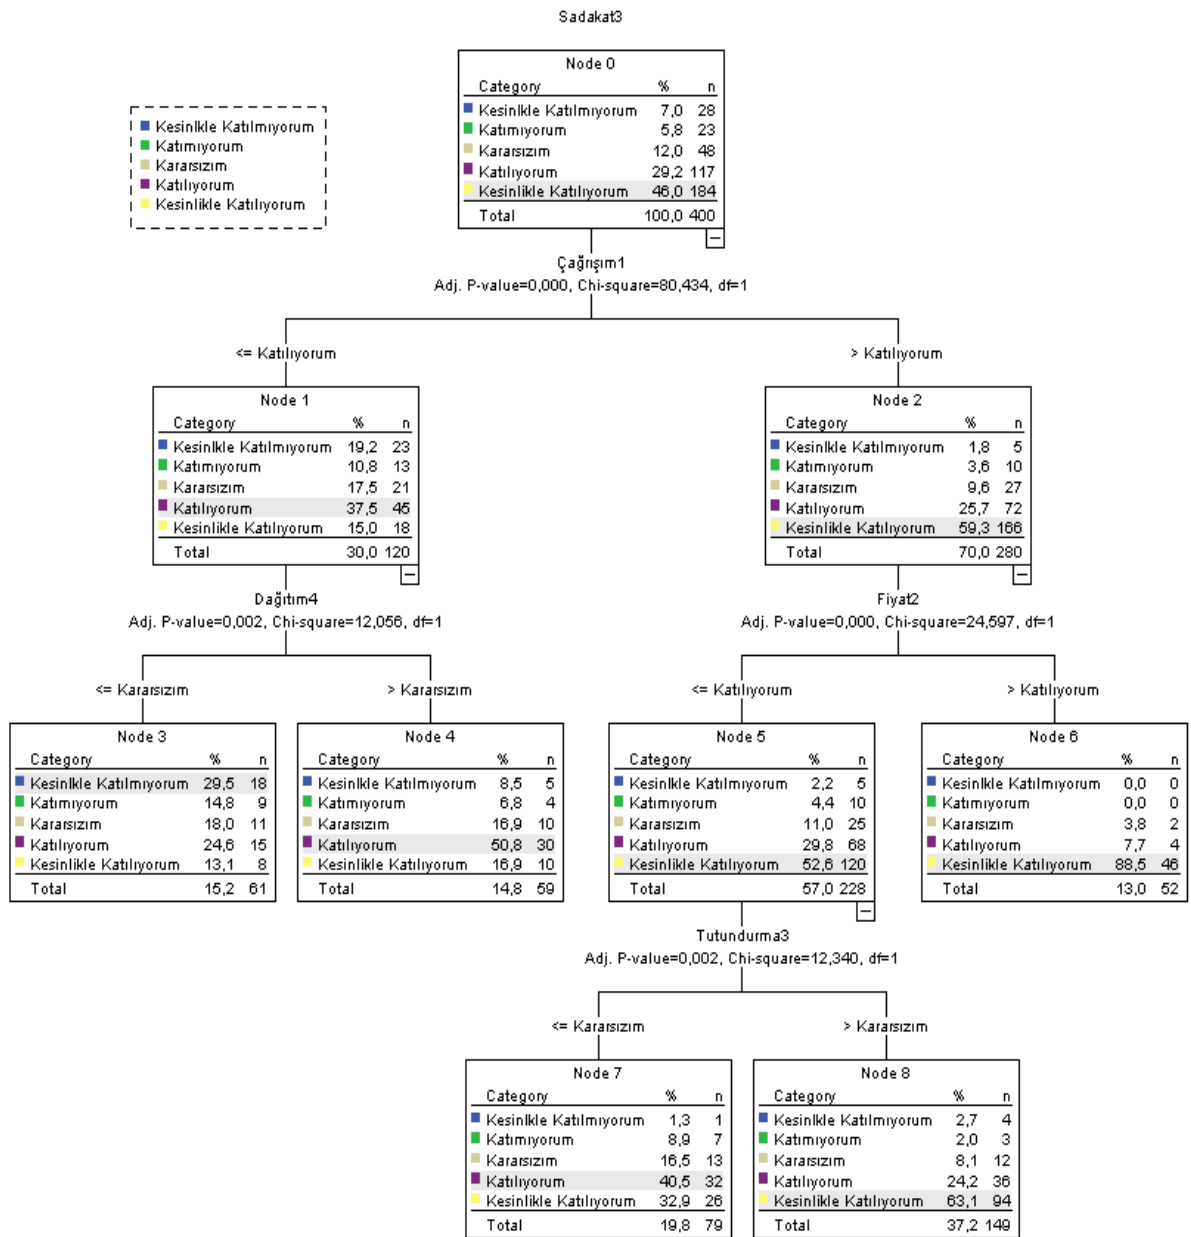 Sadakat3
Node 0
Category % n
Kesinlkle Katılmıyorum 7,0 28
Katımıyorum 5,8 23
Kararsızım 12,0 48
Katılıyorum 29,2 117
Kesinlikle Katılıyorum 46,0 184
Total 100,0 400
Kesinlkle Katılmıyorum
Katımıyorum
Kararsızım
Katılıyorum
Kesinlikle Katılıyorum
Çağrışım1
Adj. P-value=0,000, Chi-square=80,434, df=1
<= Katılıyorum
> Katılıyorum
Node 1
Category % n
Kesinlkle Katılmıyorum 19,2 23
Katımıyorum 10,8 13
Kararsızım 17,5 21
Katılıyorum 37,5 45
Kesinlikle Katılıyorum 15,0 18
Total 30,0 120
Node 2
Category % n
Kesinlkle Katılmıyorum 1,8 5
Katımıyorum 3,6 10
Kararsızım 9,6 27
Katılıyorum 25,7 72
Kesinlikle Katılıyorum 59,3 166
Total 70,0 280
Dağıtım4
Adj. P-value=0,002, Chi-square=12,056, df=1
Fiyat2
Adj. P-value=0,000, Chi-square=24,597, df=1
<= Kararsızım
> Kararsızım
<= Katılıyorum
> Katılıyorum
Node 3
Category % n
Kesinlkle Katılmıyorum 29,5 18
Katımıyorum 14,8 9
Kararsızım 18,0 11
Katılıyorum 24,6 15
Kesinlikle Katılıyorum 13,1 8
Total 15,2 61
Node 4
Category % n
Kesinlkle Katılmıyorum 8,5 5
Katımıyorum 6,8 4
Kararsızım 16,9 10
Katılıyorum 50,8 30
Kesinlikle Katılıyorum 16,9 10
Total 14,8 59
Node 5
Category % n
Kesinlkle Katılmıyorum 2,2 5
Katımıyorum 4,4 10
Kararsızım 11,0 25
Katılıyorum 29,8 68
Kesinlikle Katılıyorum 52,6 120
Total 57,0 228
Node 6
Category % n
Kesinlkle Katılmıyorum 0,0 0
Katımıyorum 0,0 0
Kararsızım 3,8 2
Katılıyorum 7,7 4
Kesinlikle Katılıyorum 88,5 46
Total 13,0 52
Tutundurma3
Adj. P-value=0,002, Chi-square=12,340, df=1
<= Kararsızım
> Kararsızım
Node 7
Category % n
Kesinlkle Katılmıyorum 1,3 1
Katımıyorum 8,9 7
Kararsızım 16,5 13
Katılıyorum 40,5 32
Kesinlikle Katılıyorum 32,9 26
Total 19,8 79
Node 8
Category % n
Kesinlkle Katılmıyorum 2,7 4
Katımıyorum 2,0 3
Kararsızım 8,1 12
Katılıyorum 24,2 36
Kesinlikle Katılıyorum 63,1 94
Total 37,2 149